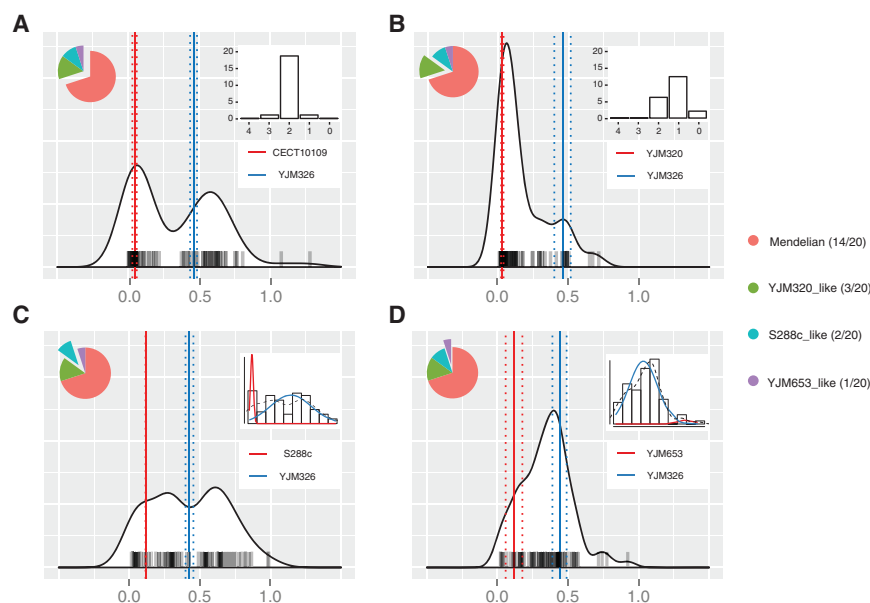 A
20
15
10
5
0
4 3 2 1 0
CECT10109
YJM326
0.0 0.5 1.0
B
20
15
10
5
0
4 3 2 1 0
YJM320
YJM326
0.0 0.5 1.0
C
S288c
YJM326
0.0 0.5 1.0
D
YJM653
YJM326
0.0 0.5 1.0
Mendelian (14/20)
YJM320_like (3/20)
S288c_like (2/20)
YJM653_like (1/20)